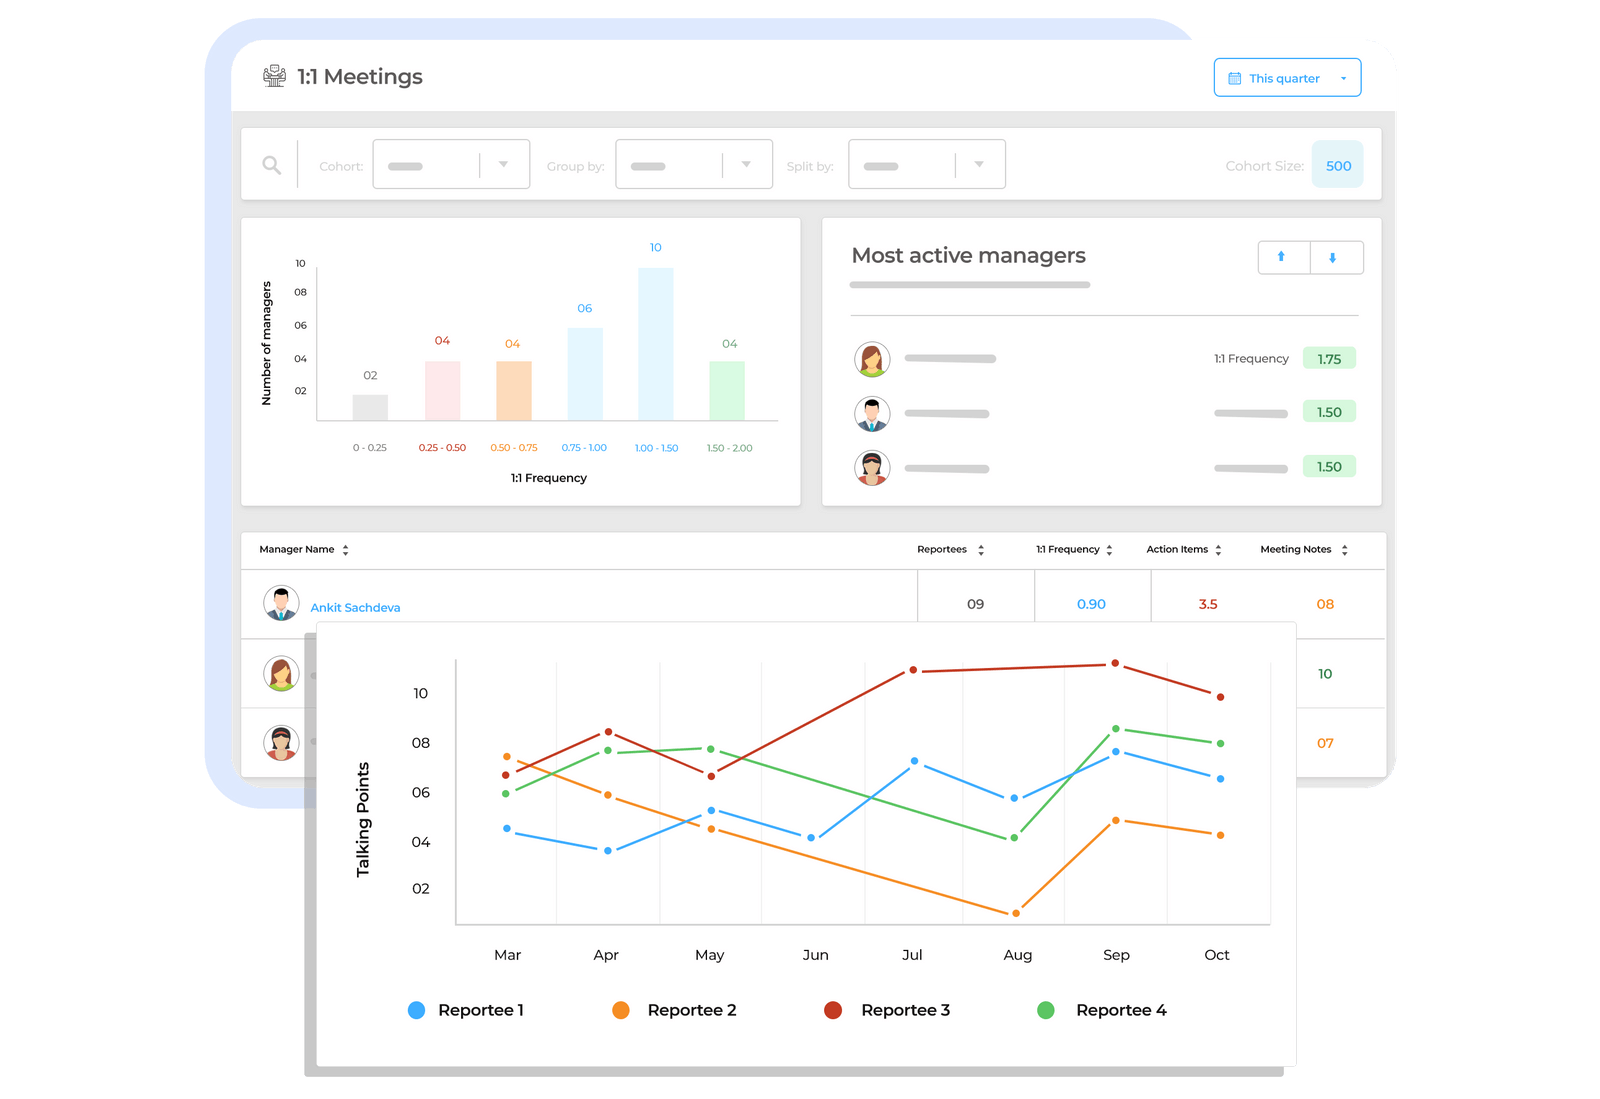 1:1 Meetings
This quarter
Cohort:
Group by:
Split by:
Cohort Size: 500
Number of managers
10
08
06
04
02
02
04
04
06
10
04
0 - 0.25
0.25 - 0.50
0.50 - 0.75
0.75 - 1.00
1.00 - 1.50
1.50 - 2.00
1:1 Frequency
Most active managers
1:1 Frequency 1.75
1.50
1.50
Manager Name Reportees 1:1 Frequency Action Items Meeting Notes
Ankit Sachdeva 09 0.90 3.5 08
10
07
Talking Points
10
08
06
04
02
Mar Apr May Jun Jul Aug Sep Oct
Reportee 1 Reportee 2 Reportee 3 Reportee 4